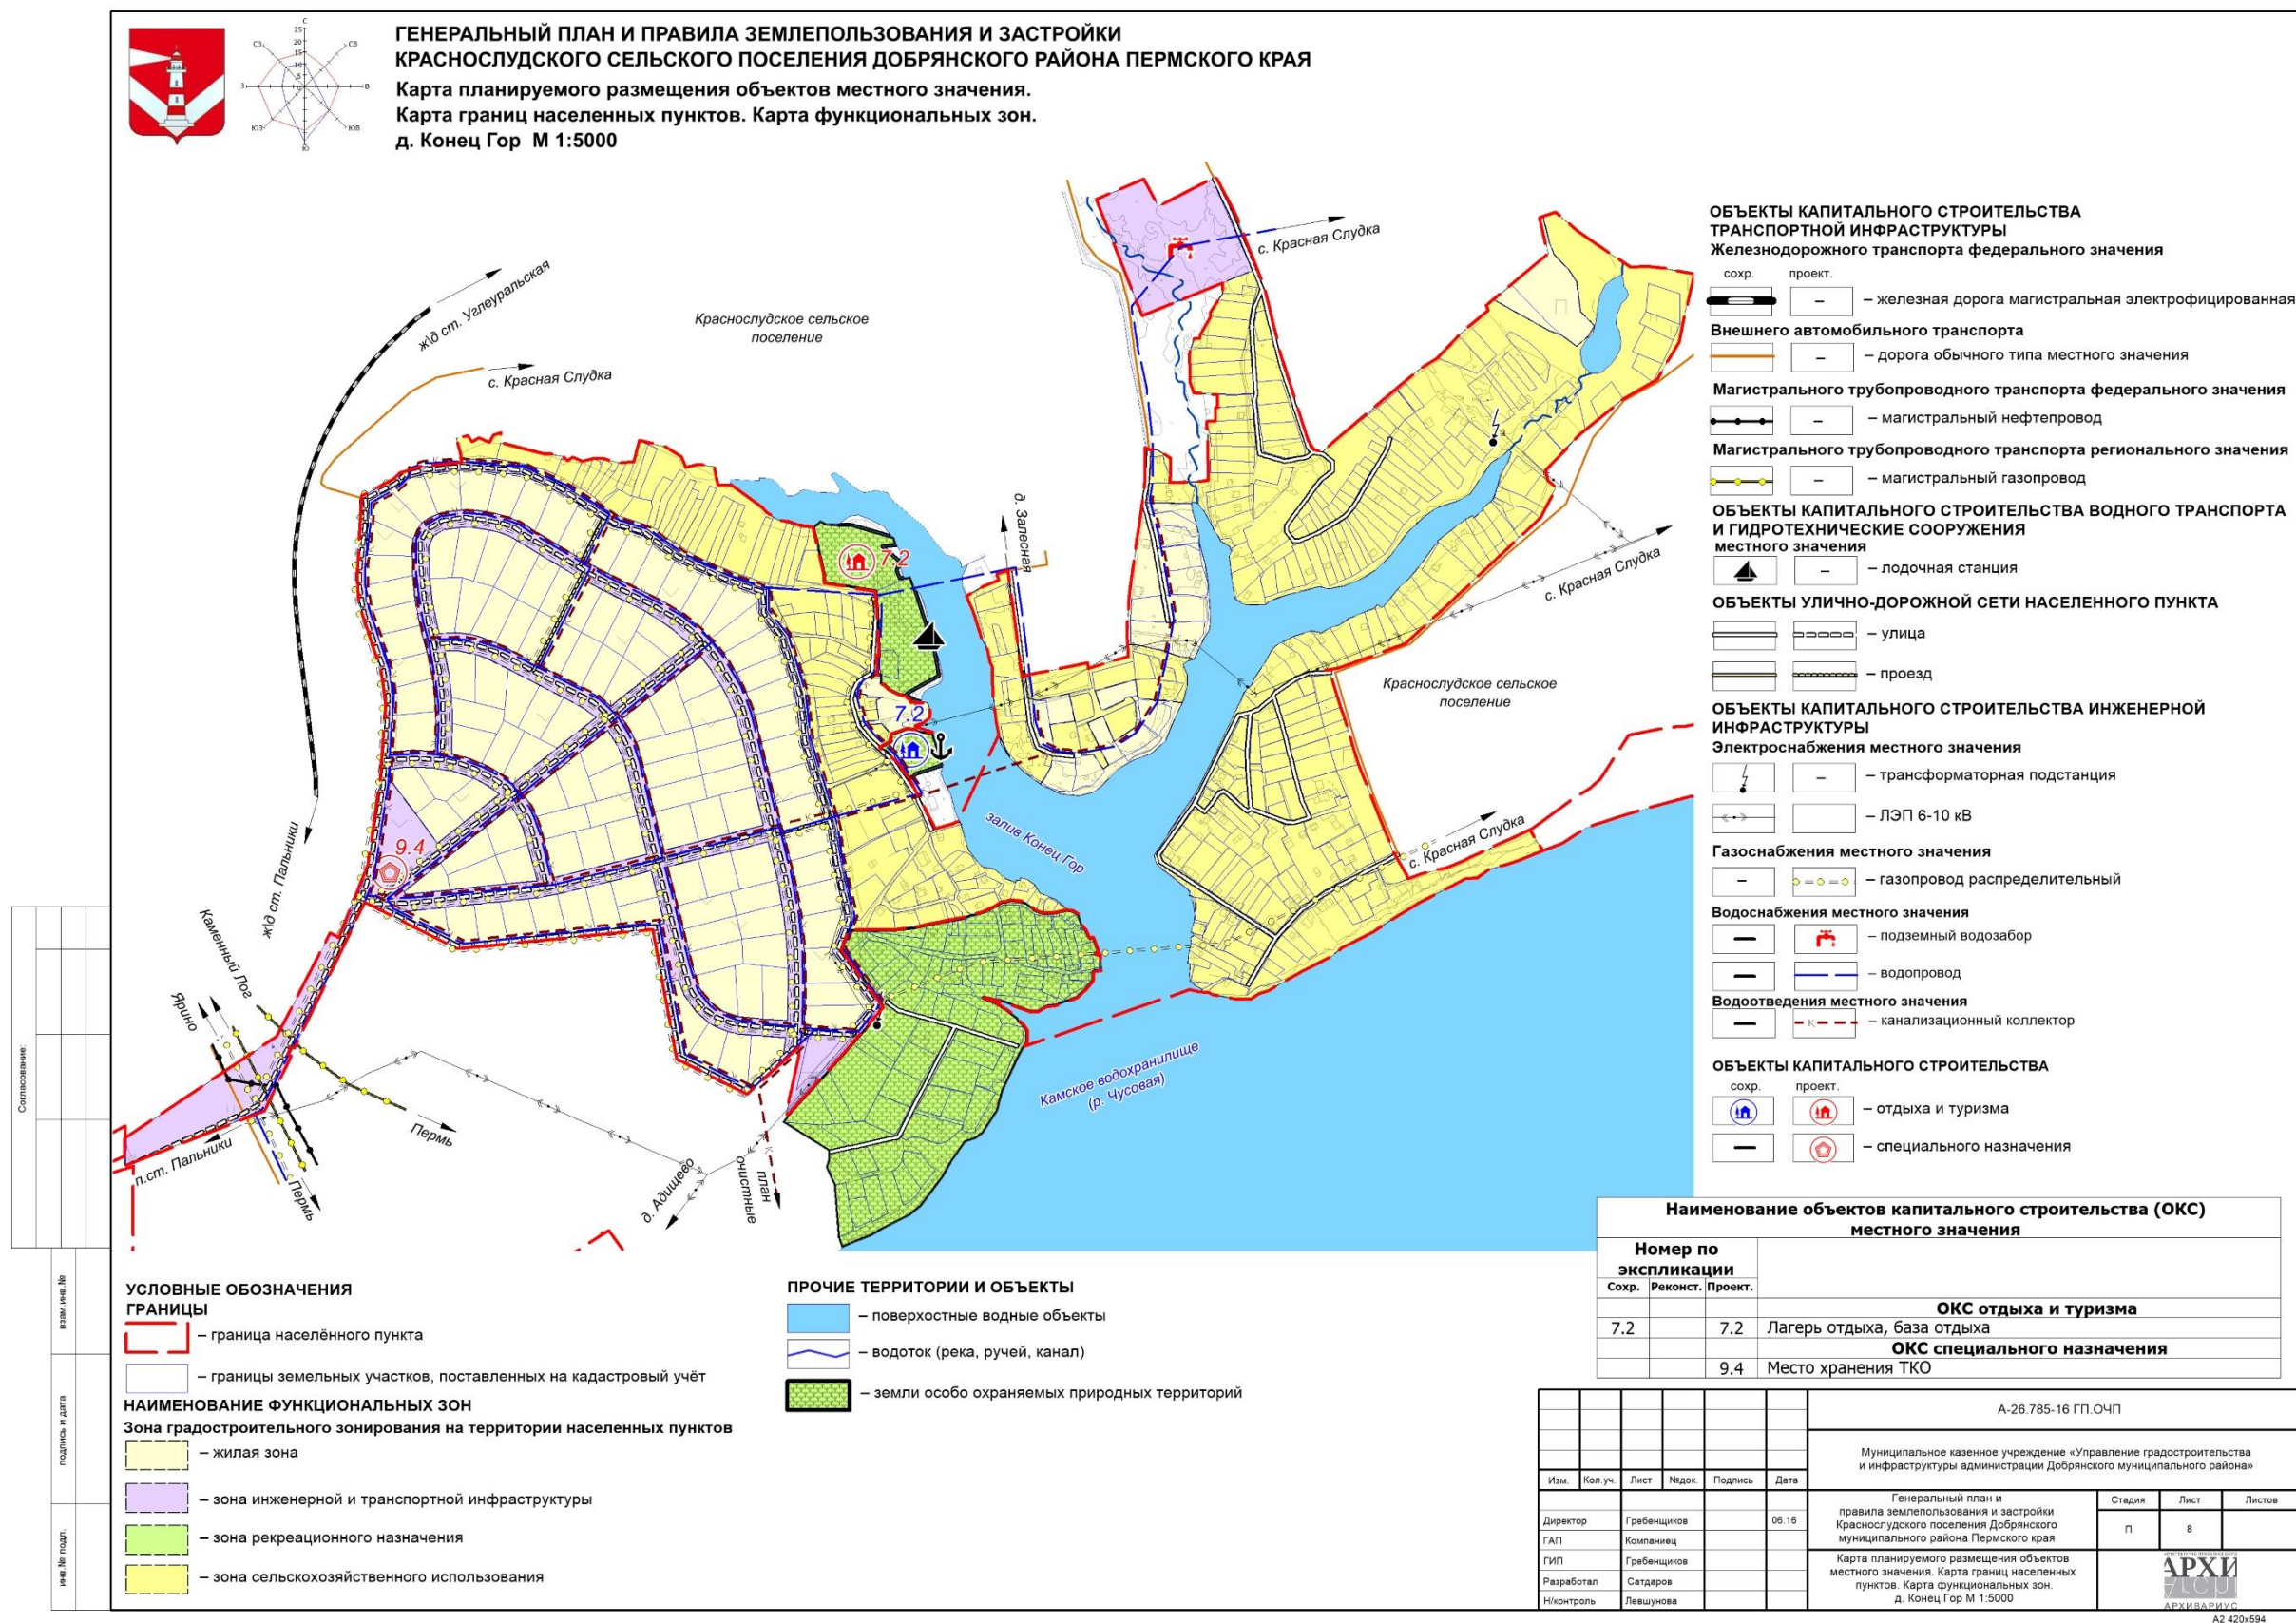 ГЕНЕРАЛЬНЫЙ ПЛАН И ПРАВИЛА ЗЕМЛЕПОЛЬЗОВАНИЯ И ЗАСТРОЙКИ
КРАСНОСЛУДСКОГО СЕЛЬСКОГО ПОСЕЛЕНИЯ ДОБРЯНСКОГО РАЙОНА ПЕРМСКОГО КРАЯ
Карта планируемого размещения объектов местного значения.
Карта границ населенных пунктов. Карта функциональных зон.
д. Конец Гор М 1:5000
С
СВ
В
ЮВ
Ю
ЮЗ
З
СЗ
25
20
15
10
5
0
ж\д ст. Углеуральская
с. Красная Слудка
Краснослудское сельское
поселение
с. Красная Слудка
д. Залесная
7.2
7.2
с. Красная Слудка
Краснослудское сельское
поселение
с. Красная Слудка
залив Конец Гор
9.4
ж\д ст. Пальники
Каменный Лог
Ярино
п.ст. Пальники
Пермь
Пермь
д. Адищево
очистные
план
Камское водохранилище
(р. Чусовая)
ОБЪЕКТЫ КАПИТАЛЬНОГО СТРОИТЕЛЬСТВА
ТРАНСПОРТНОЙ ИНФРАСТРУКТУРЫ
Железнодорожного транспорта федерального значения
сохр. проект.
– – железная дорога магистральная электрофицированная
Внешнего автомобильного транспорта
– – дорога обычного типа местного значения
Магистрального трубопроводного транспорта федерального значения
– – магистральный нефтепровод
Магистрального трубопроводного транспорта регионального значения
– – магистральный газопровод
ОБЪЕКТЫ КАПИТАЛЬНОГО СТРОИТЕЛЬСТВА ВОДНОГО ТРАНСПОРТА
И ГИДРОТЕХНИЧЕСКИЕ СООРУЖЕНИЯ
местного значения
– – лодочная станция
ОБЪЕКТЫ УЛИЧНО-ДОРОЖНОЙ СЕТИ НАСЕЛЕННОГО ПУНКТА
– улица
– проезд
ОБЪЕКТЫ КАПИТАЛЬНОГО СТРОИТЕЛЬСТВА ИНЖЕНЕРНОЙ
ИНФРАСТРУКТУРЫ
Электроснабжения местного значения
– – трансформаторная подстанция
– ЛЭП 6-10 кВ
Газоснабжения местного значения
– – газопровод распределительный
Водоснабжения местного значения
– – подземный водозабор
– – водопровод
Водоотведения местного значения
– к – канализационный коллектор
ОБЪЕКТЫ КАПИТАЛЬНОГО СТРОИТЕЛЬСТВА
сохр. проект.
– отдыха и туризма
– – специального назначения
Наименование объектов капитального строительства (ОКС)
местного значения
Номер по
экспликации
Сохр. Реконст. Проект.
ОКС отдыха и туризма
7.2 7.2 Лагерь отдыха, база отдыха
ОКС специального назначения
9.4 Место хранения ТКО
УСЛОВНЫЕ ОБОЗНАЧЕНИЯ
ГРАНИЦЫ
– граница населённого пункта
– границы земельных участков, поставленных на кадастровый учёт
НАИМЕНОВАНИЕ ФУНКЦИОНАЛЬНЫХ ЗОН
Зона градостроительного зонирования на территории населенных пунктов
– жилая зона
– зона инженерной и транспортной инфраструктуры
– зона рекреационного назначения
– зона сельскохозяйственного использования
ПРОЧИЕ ТЕРРИТОРИИ И ОБЪЕКТЫ
– поверхостные водные объекты
– водоток (река, ручей, канал)
– земли особо охраняемых природных территорий
Согласование:
взам.инв.№
подпись и дата
инв.№ подл.
А-26.785-16 ГП.ОЧП
Муниципальное казенное учреждение «Управление градостроительства
и инфраструктуры администрации Добрянского муниципального района»
Изм. Кол.уч. Лист №док. Подпись Дата
Директор Гребенщиков 06.16
ГАП Компаниец
ГИП Гребенщиков
Разработал Сатдаров
Н/контроль Левшунова
Генеральный план и
правила землепользования и застройки
Краснослудского поселения Добрянского
муниципального района Пермского края
Стадия Лист Листов
П 8
Карта планируемого размещения объектов
местного значения. Карта границ населенных
пунктов. Карта функциональных зон.
д. Конец Гор М 1:5000
АРХИ
АРХИВАРИУС
А2 420х594